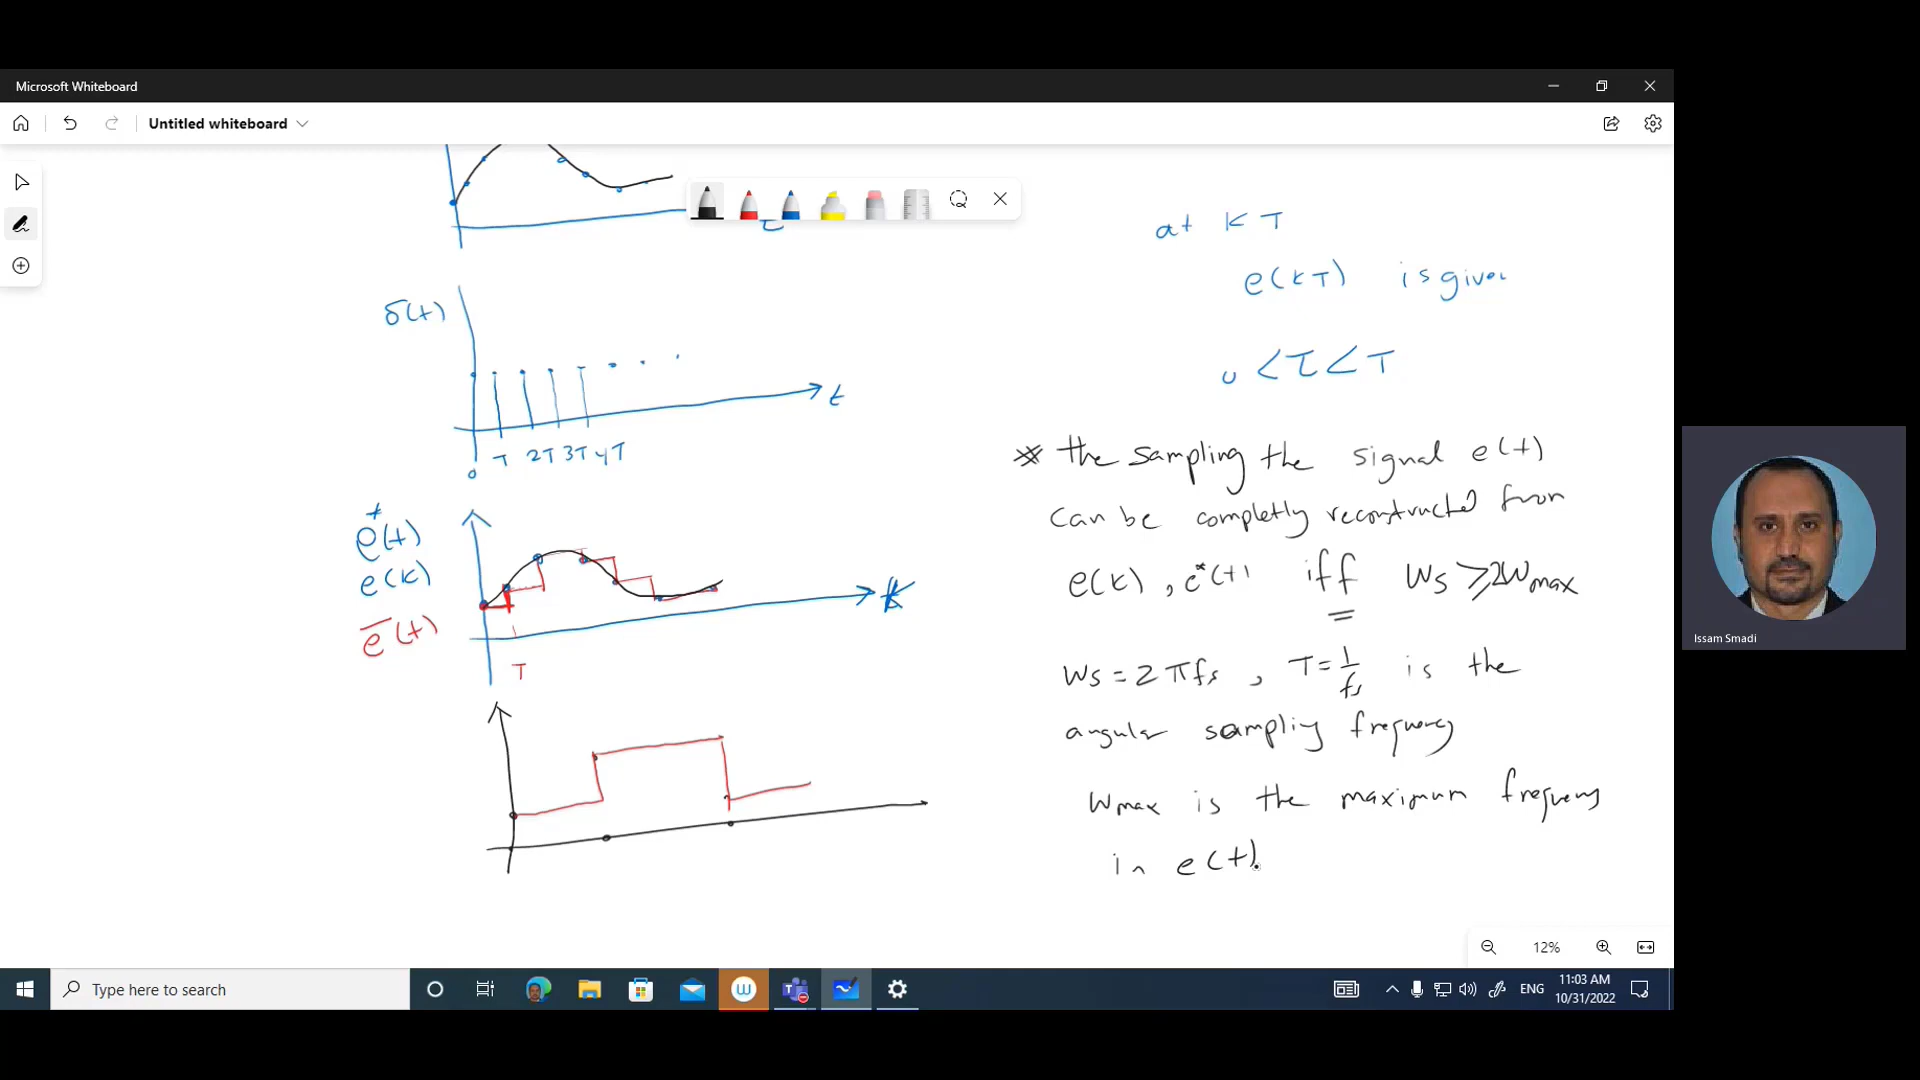 Microsoft Whiteboard
Untitled whiteboard
τ
at KT
e(KT) is given
0 < τ < T
δ(t)
t
0 T 2T 3T 4T
e*(t)
e(k)
ē(t)
T
* the sampling the signal e(t)
can be completly reconstructed from
e(k), e*(t) iff ws ≥ 2wmax
ws = 2πfs, T = 1/fs is the
angular sampling frequency
wmax is the maximum frequency
in e(t).
Issam Smadi
12%
Type here to search
W
ENG
11:03 AM
10/31/2022